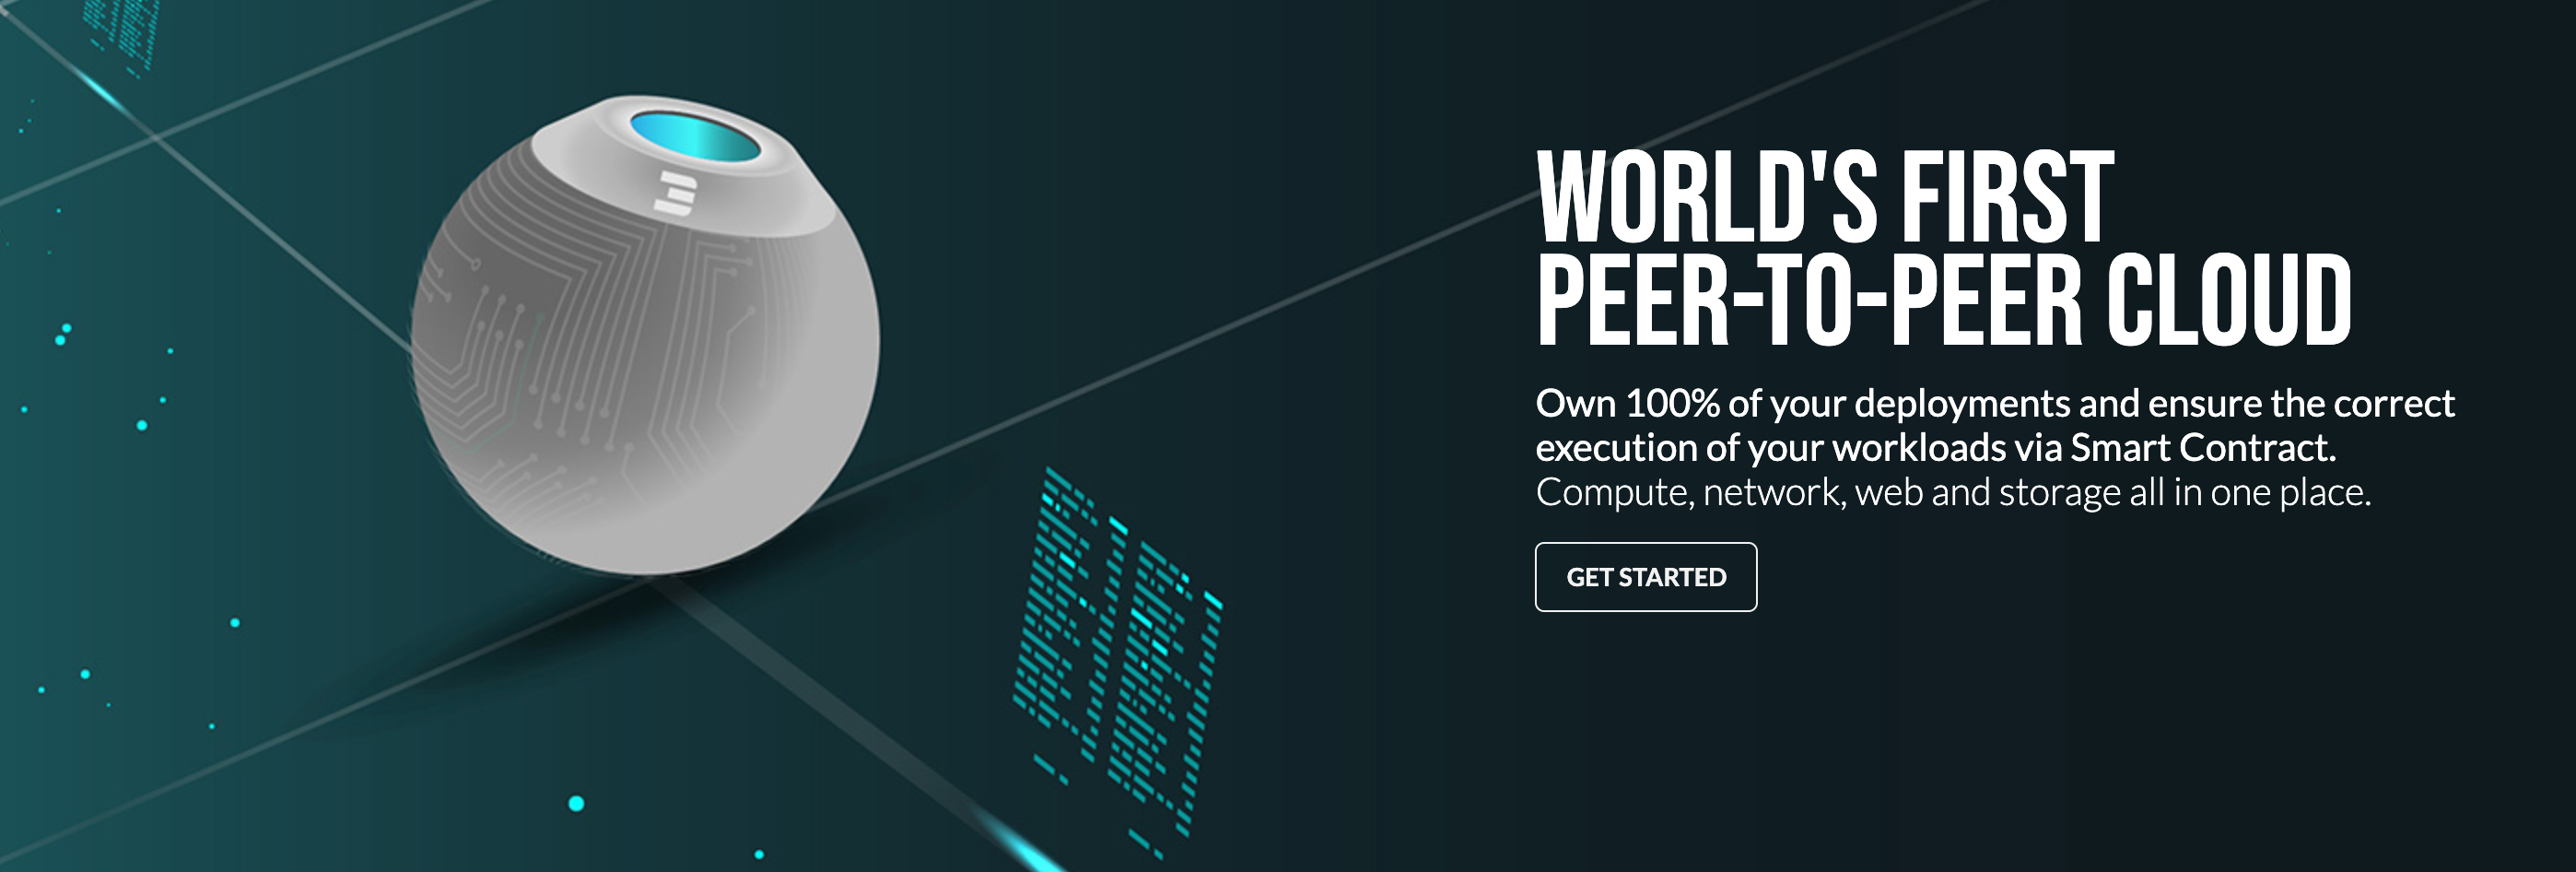 WORLD'S FIRST
PEER-TO-PEER CLOUD
Own 100% of your deployments and ensure the correct
execution of your workloads via Smart Contract.
Compute, network, web and storage all in one place.
GET STARTED